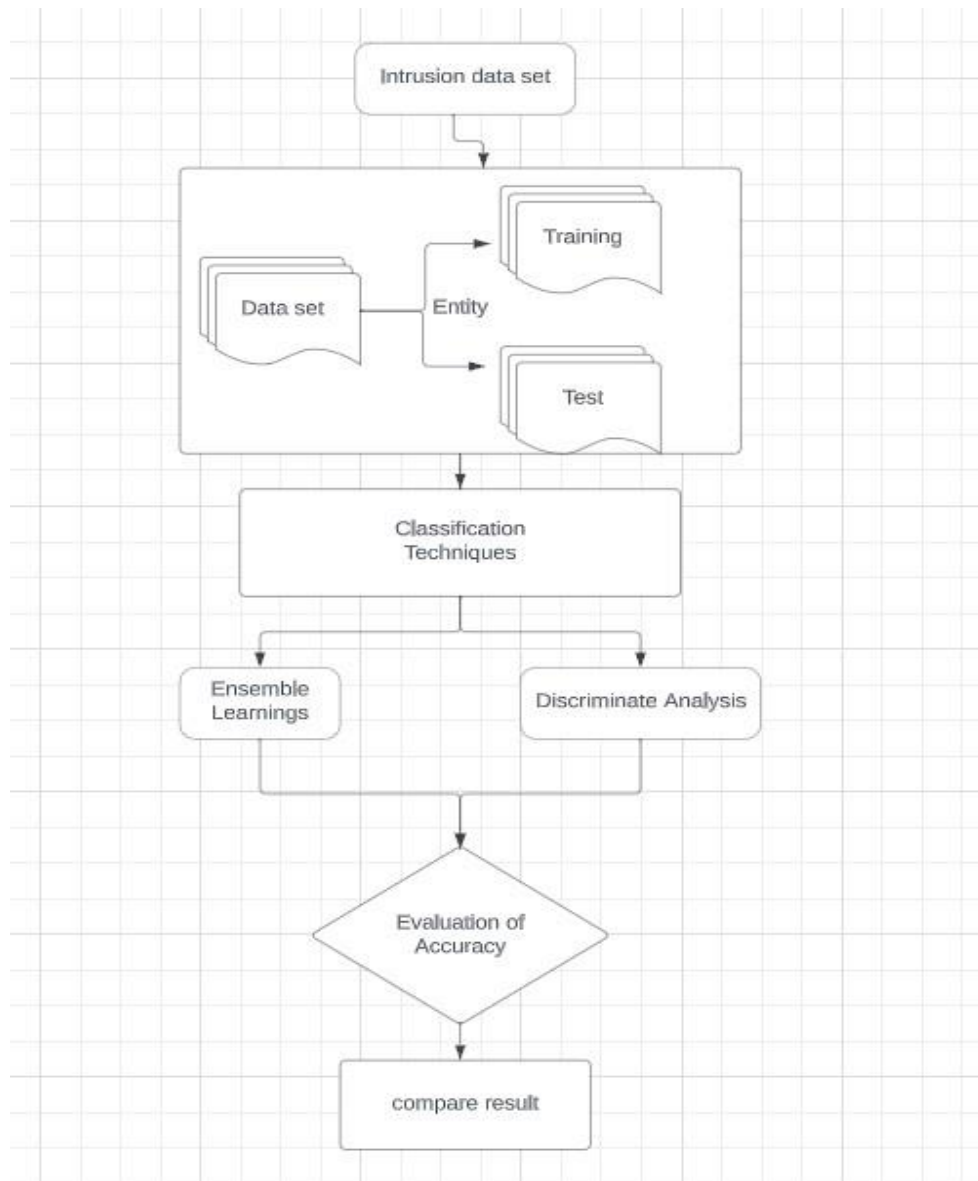 Intrusion data set
Training
Data set
Entity
Test
Classification
Techniques
Ensemble
Learnings
Discriminate Analysis
Evaluation of
Accuracy
compare result